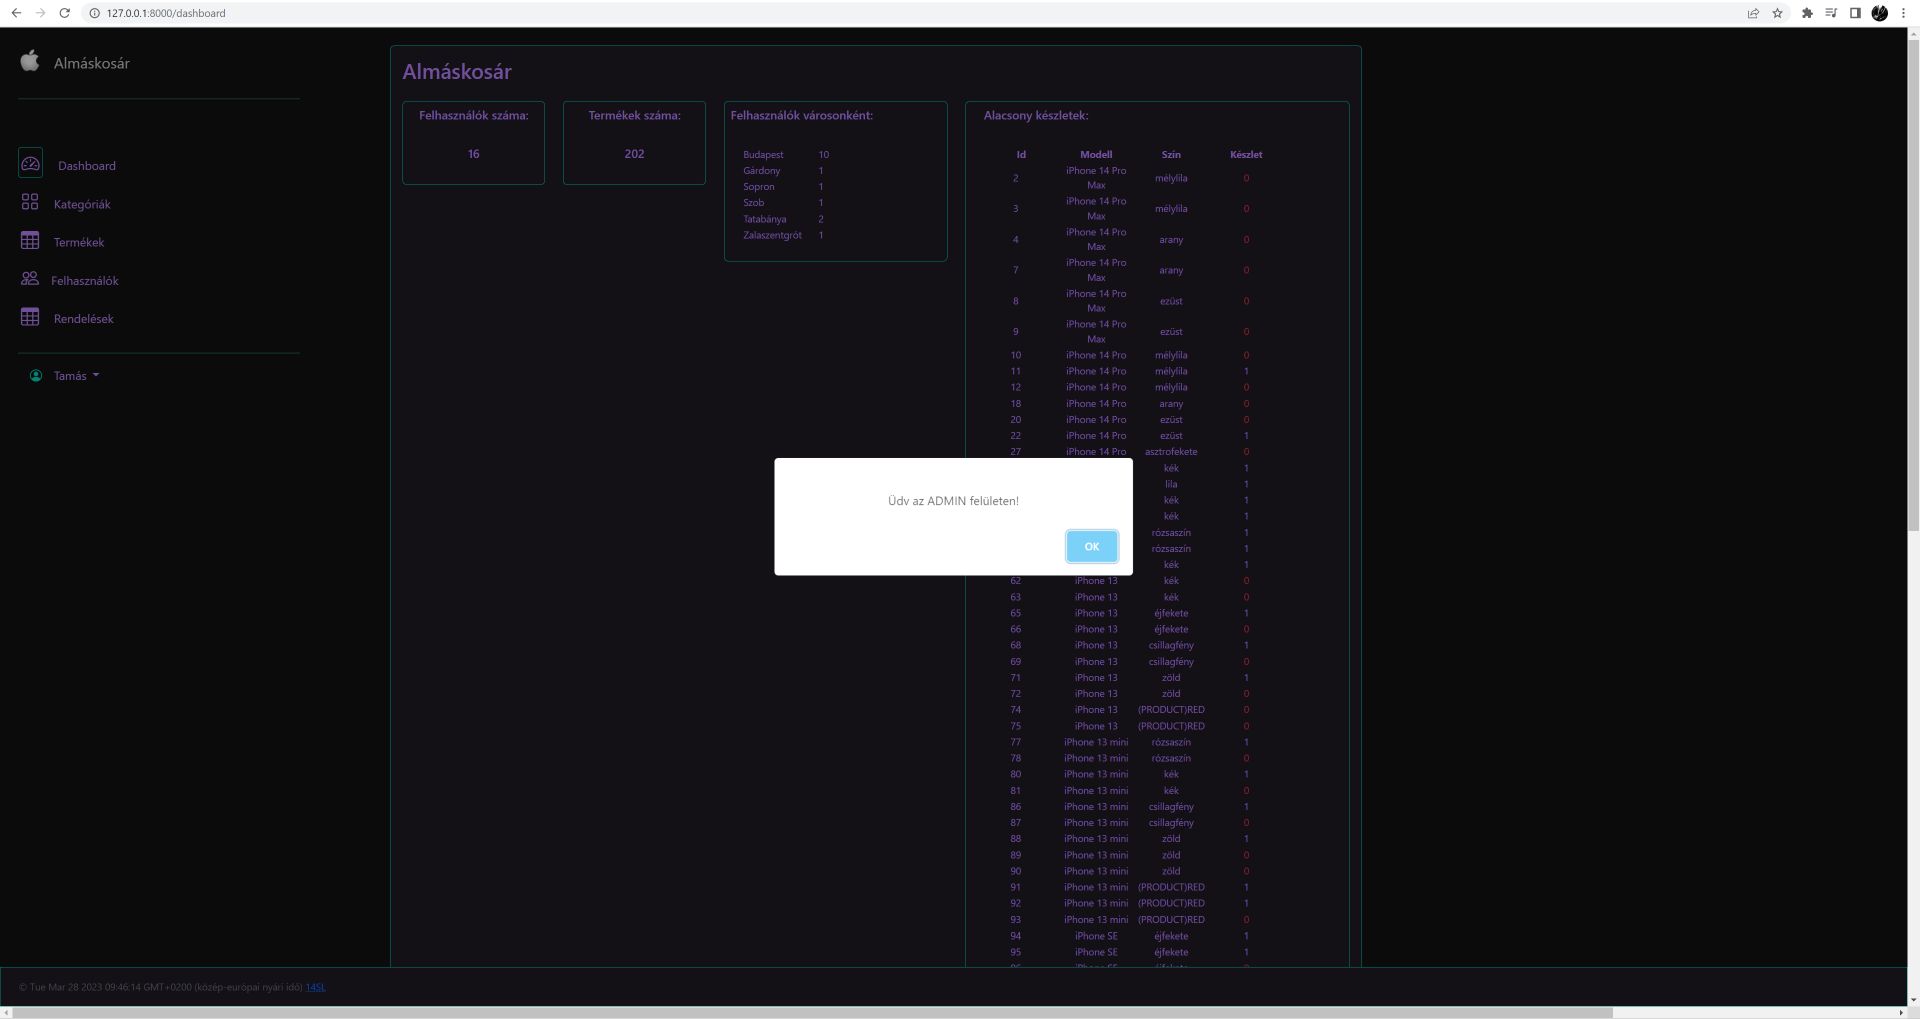 127.0.0.1:8000/dashboard
Almáskosár
Dashboard
Kategóriák
Termékek
Felhasználók
Rendelések
Tamás
Almáskosár
Felhasználók száma:
16
Termékek száma:
202
Felhasználók városonként:
Budapest 10
Gárdony 1
Sopron 1
Szob 1
Tatabánya 2
Zalaszentgrót 1
Alacsony készletek:
Id Modell Szín Készlet
2 iPhone 14 Pro Max mélylila 0
3 iPhone 14 Pro Max mélylila 0
4 iPhone 14 Pro Max arany 0
7 iPhone 14 Pro Max arany 0
8 iPhone 14 Pro Max ezüst 0
9 iPhone 14 Pro Max ezüst 0
10 iPhone 14 Pro mélylila 0
11 iPhone 14 Pro mélylila 1
12 iPhone 14 Pro mélylila 0
18 iPhone 14 Pro arany 0
20 iPhone 14 Pro ezüst 0
22 iPhone 14 Pro ezüst 1
27 iPhone 14 Pro asztrofekete 0
kék 1
lila 1
kék 1
kék 1
rózsaszín 1
rózsaszín 1
kék 1
62 iPhone 13 kék 0
63 iPhone 13 kék 0
65 iPhone 13 éjfekete 1
66 iPhone 13 éjfekete 0
68 iPhone 13 csillagfény 1
69 iPhone 13 csillagfény 0
71 iPhone 13 zöld 1
72 iPhone 13 zöld 0
74 iPhone 13 (PRODUCT)RED 0
75 iPhone 13 (PRODUCT)RED 0
77 iPhone 13 mini rózsaszín 1
78 iPhone 13 mini rózsaszín 0
80 iPhone 13 mini kék 1
81 iPhone 13 mini kék 0
86 iPhone 13 mini csillagfény 1
87 iPhone 13 mini csillagfény 0
88 iPhone 13 mini zöld 1
89 iPhone 13 mini zöld 0
90 iPhone 13 mini zöld 0
91 iPhone 13 mini (PRODUCT)RED 1
92 iPhone 13 mini (PRODUCT)RED 1
93 iPhone 13 mini (PRODUCT)RED 0
94 iPhone SE éjfekete 1
95 iPhone SE éjfekete 1
Üdv az ADMIN felületen!
OK
© Tue Mar 28 2023 09:46:14 GMT+0200 (közép-európai nyári idő) 14SL